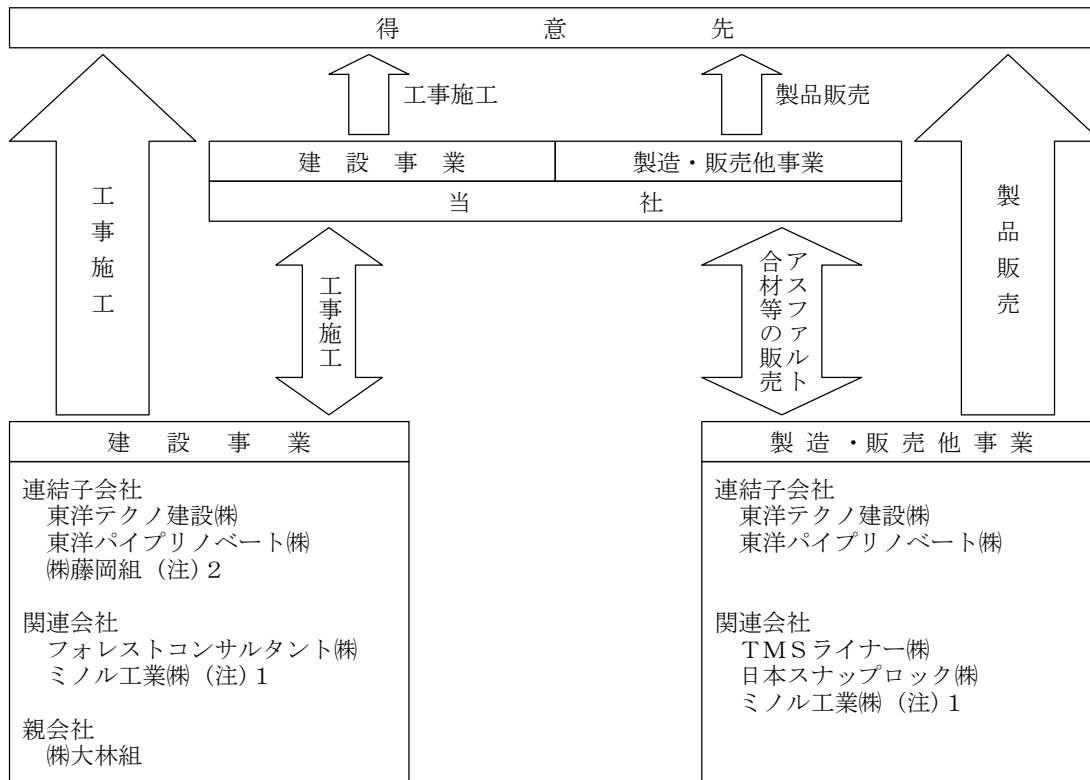 得意先
工事施工
製品販売
建設事業
製造・販売他事業
当社
工事施工
工事施工
アスファルト
合材等の販売
製品販売
建設事業
連結子会社
東洋テクノ建設㈱
東洋パイプリノベート㈱
㈱藤岡組（注）２
関連会社
フォレストコンサルタント㈱
ミノル工業㈱（注）１
親会社
㈱大林組
製造・販売他事業
連結子会社
東洋テクノ建設㈱
東洋パイプリノベート㈱
関連会社
ＴＭＳライナー㈱
日本スナップロック㈱
ミノル工業㈱（注）１